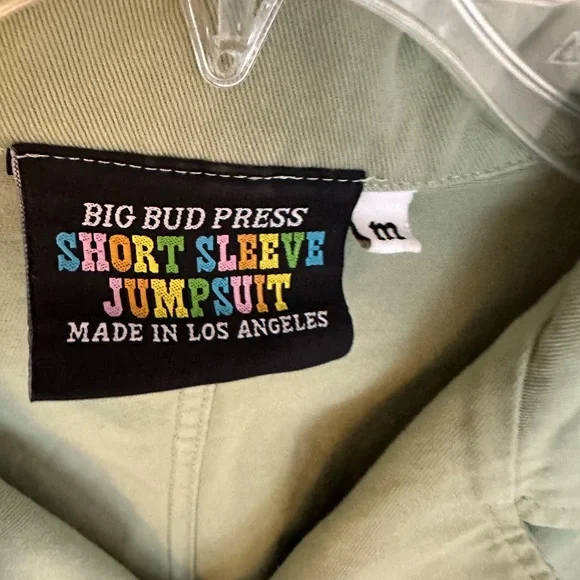 BIG BUD PRESS
SHORT SLEEVE
JUMPSUIT
MADE IN LOS ANGELES
m